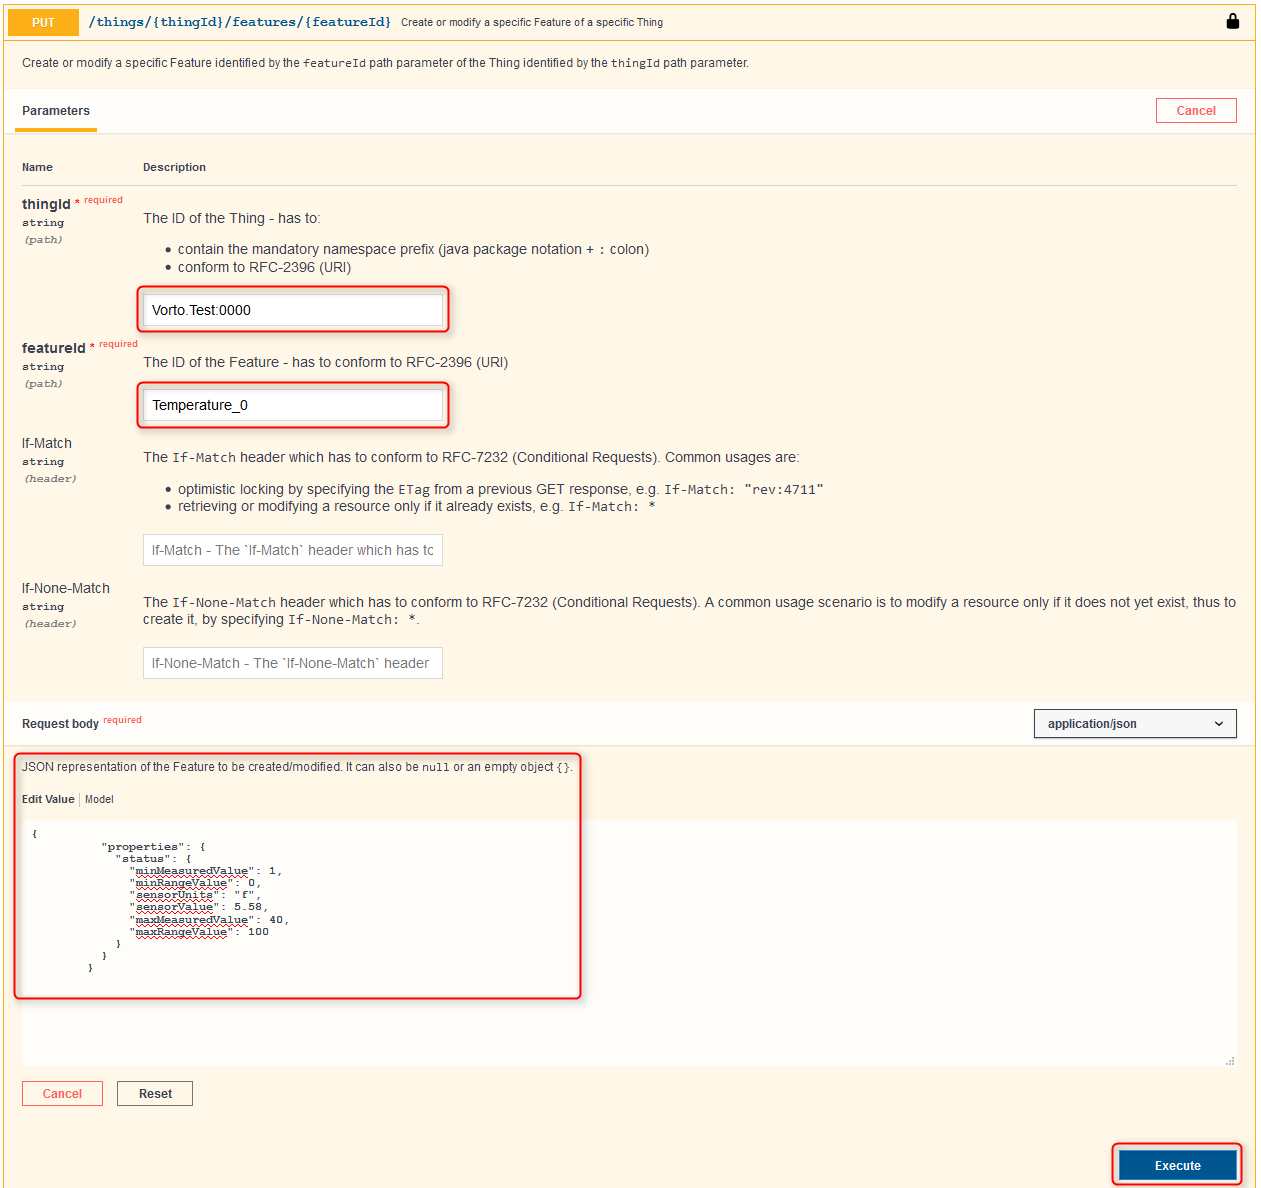 PUT /things/{thingId}/features/{featureId} Create or modify a specific Feature of a specific Thing
Create or modify a specific Feature identified by the featureId path parameter of the Thing identified by the thingId path parameter.
Parameters Cancel
Name Description
thingId * required
string
(path)
The ID of the Thing - has to:
• contain the mandatory namespace prefix (java package notation + : colon)
• conform to RFC-2396 (URI)
Vorto.Test:0000
featureId * required
string
(path)
The ID of the Feature - has to conform to RFC-2396 (URI)
Temperature_0
If-Match
string
(header)
The If-Match header which has to conform to RFC-7232 (Conditional Requests). Common usages are:
• optimistic locking by specifying the ETag from a previous GET response, e.g. If-Match: "rev:4711"
• retrieving or modifying a resource only if it already exists, e.g. If-Match: *
If-Match - The `If-Match` header which has to
If-None-Match
string
(header)
The If-None-Match header which has to conform to RFC-7232 (Conditional Requests). A common usage scenario is to modify a resource only if it does not yet exist, thus to
create it, by specifying If-None-Match: *.
If-None-Match - The `If-None-Match` header
Request body required application/json
JSON representation of the Feature to be created/modified. It can also be null or an empty object {}.
Edit Value | Model
{
"properties": {
"status": {
"minMeasuredValue": 1,
"minRangeValue": 0,
"sensorUnits": "f",
"sensorValue": 5.58,
"maxMeasuredValue": 40,
"maxRangeValue": 100
}
}
}
Cancel Reset
Execute